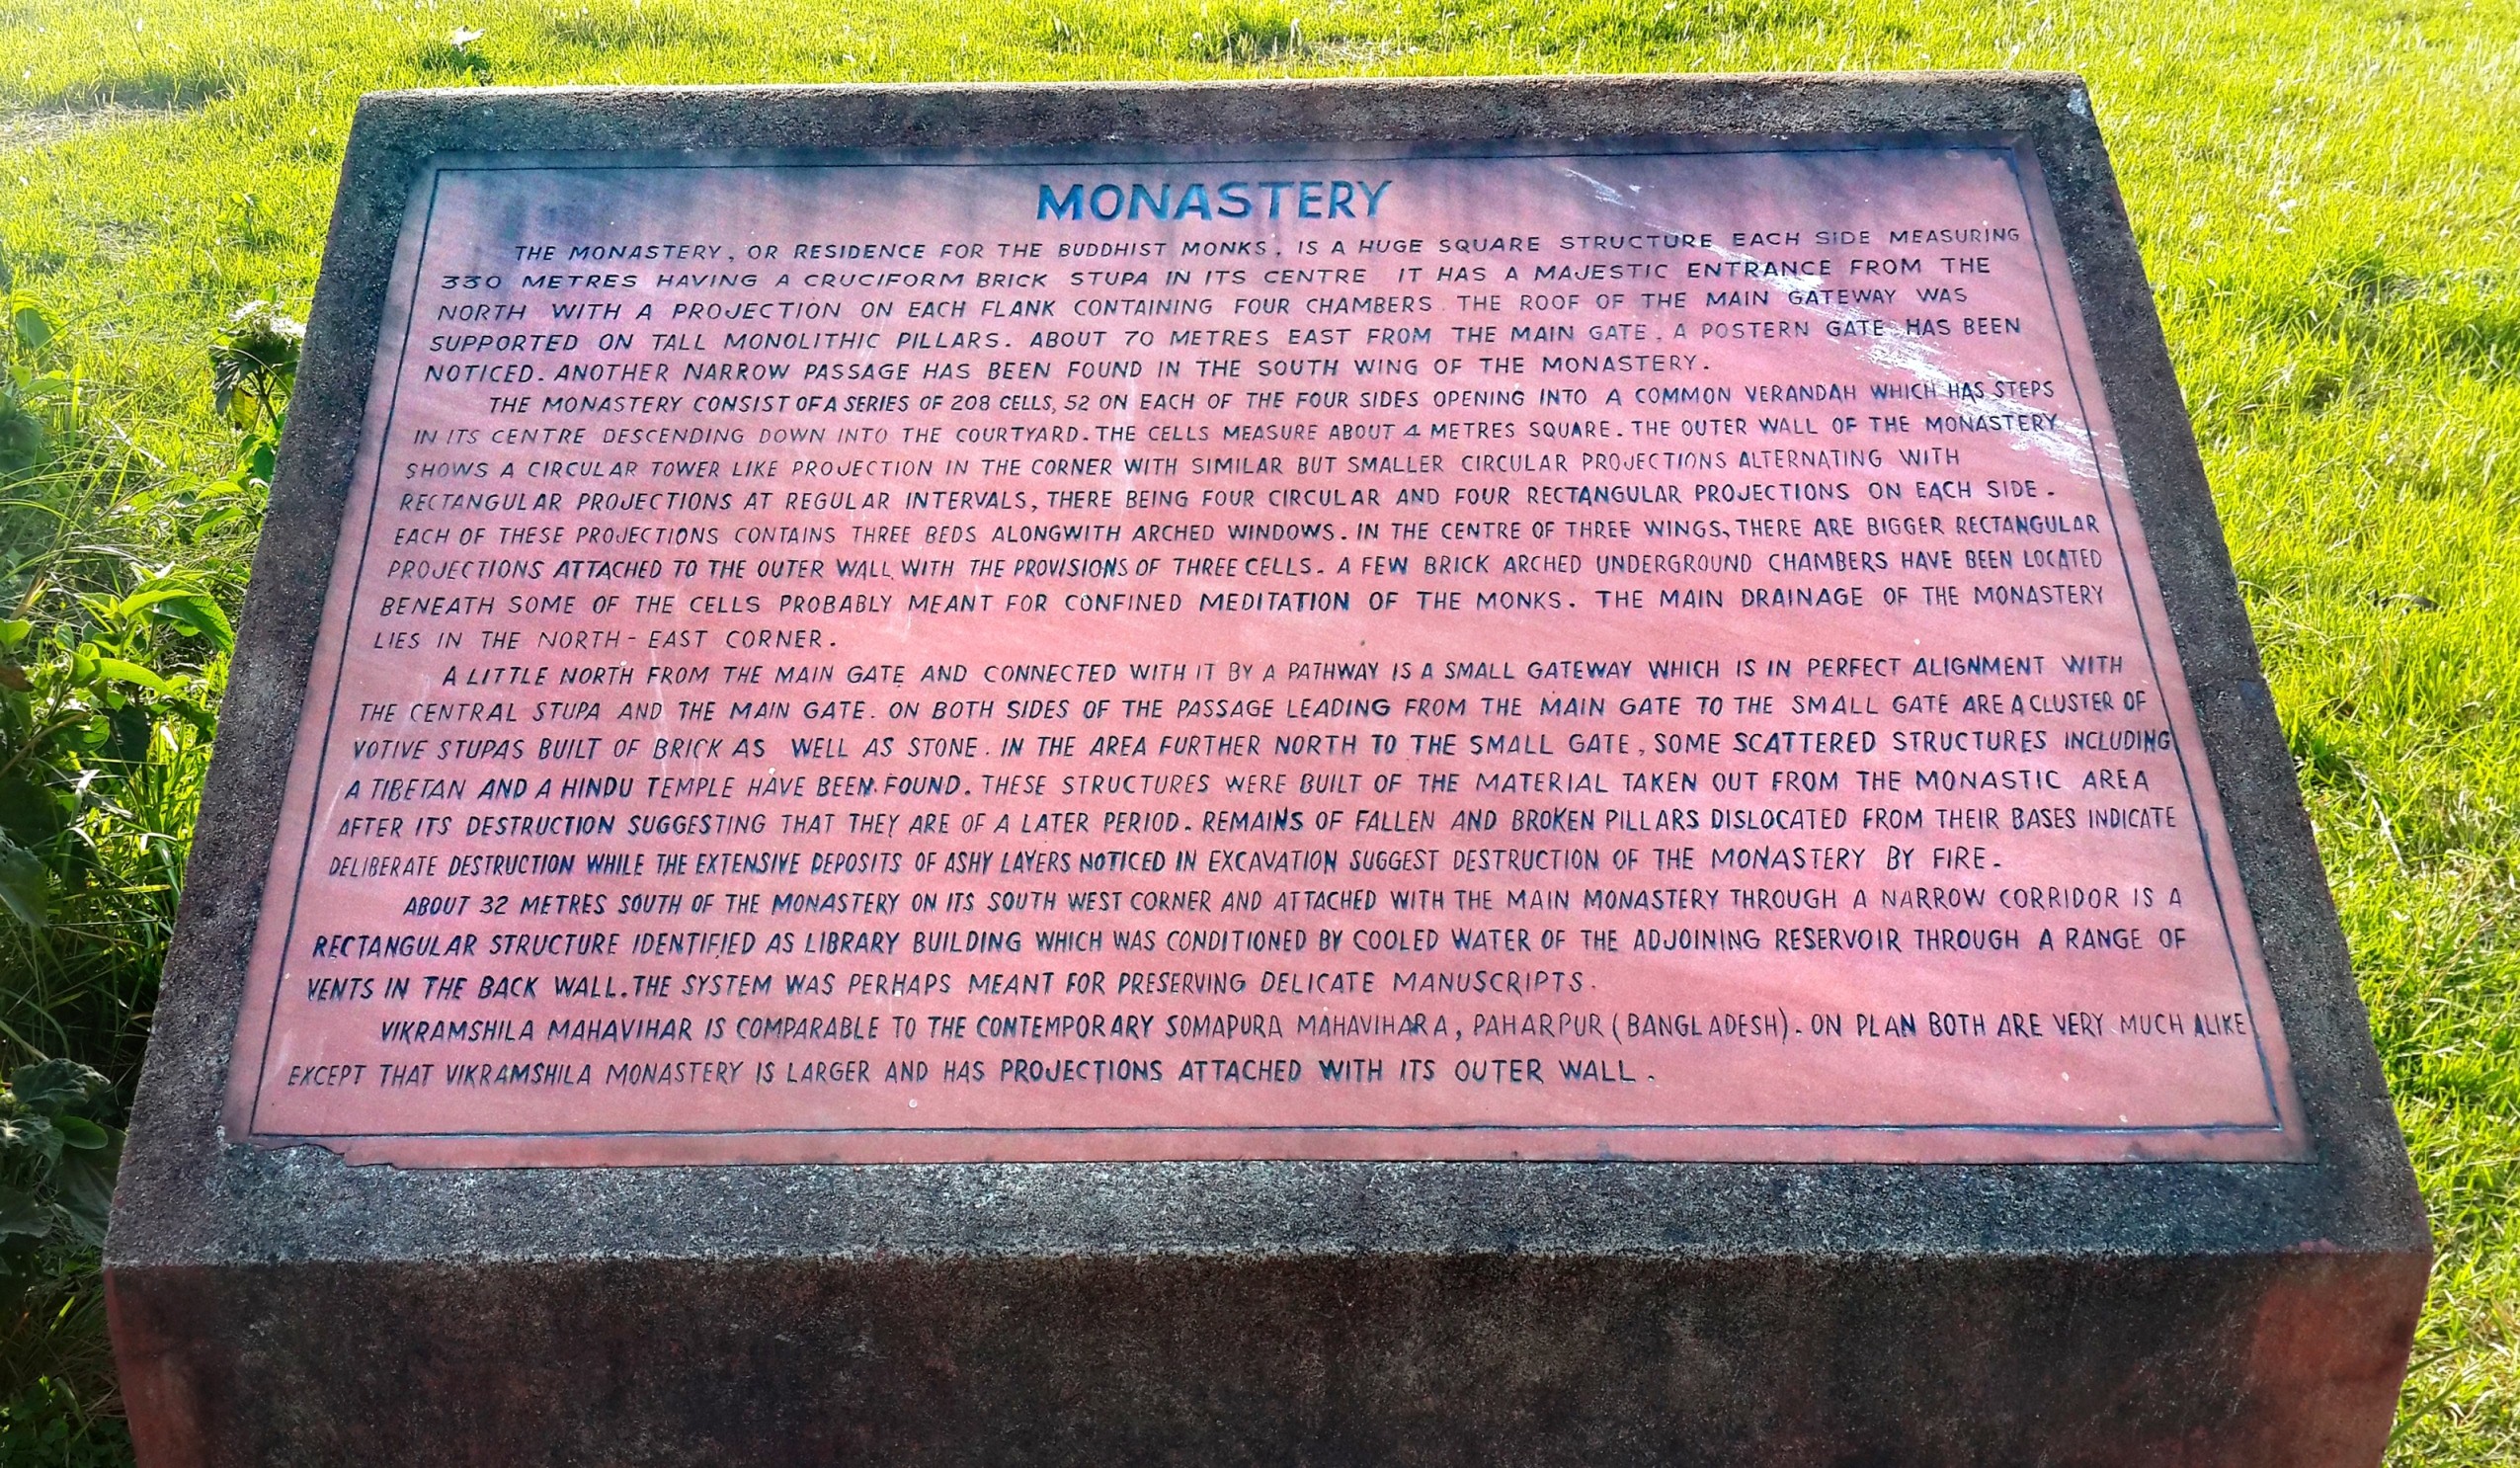 MONASTERY
THE MONASTERY, OR RESIDENCE FOR THE BUDDHIST MONKS, IS A HUGE SQUARE STRUCTURE EACH SIDE MEASURING
330 METRES HAVING A CRUCIFORM BRICK STUPA IN ITS CENTRE IT HAS A MAJESTIC ENTRANCE FROM THE
NORTH WITH A PROJECTION ON EACH FLANK CONTAINING FOUR CHAMBERS. THE ROOF OF THE MAIN GATEWAY WAS
SUPPORTED ON TALL MONOLITHIC PILLARS. ABOUT 70 METRES EAST FROM THE MAIN GATE, A POSTERN GATE HAS BEEN
NOTICED. ANOTHER NARROW PASSAGE HAS BEEN FOUND IN THE SOUTH WING OF THE MONASTERY.
THE MONASTERY CONSIST OF A SERIES OF 208 CELLS, 52 ON EACH OF THE FOUR SIDES OPENING INTO A COMMON VERANDAH WHICH HAS STEPS
IN ITS CENTRE DESCENDING DOWN INTO THE COURTYARD. THE CELLS MEASURE ABOUT 4 METRES SQUARE. THE OUTER WALL OF THE MONASTERY
SHOWS A CIRCULAR TOWER LIKE PROJECTION IN THE CORNER WITH SIMILAR BUT SMALLER CIRCULAR PROJECTIONS ALTERNATING WITH
RECTANGULAR PROJECTIONS AT REGULAR INTERVALS, THERE BEING FOUR CIRCULAR AND FOUR RECTANGULAR PROJECTIONS ON EACH SIDE.
EACH OF THESE PROJECTIONS CONTAINS THREE BEDS ALONGWITH ARCHED WINDOWS. IN THE CENTRE OF THREE WINGS, THERE ARE BIGGER RECTANGULAR
PROJECTIONS ATTACHED TO THE OUTER WALL WITH THE PROVISIONS OF THREE CELLS. A FEW BRICK ARCHED UNDERGROUND CHAMBERS HAVE BEEN LOCATED
BENEATH SOME OF THE CELLS PROBABLY MEANT FOR CONFINED MEDITATION OF THE MONKS. THE MAIN DRAINAGE OF THE MONASTERY
LIES IN THE NORTH-EAST CORNER.
A LITTLE NORTH FROM THE MAIN GATE AND CONNECTED WITH IT BY A PATHWAY IS A SMALL GATEWAY WHICH IS IN PERFECT ALIGNMENT WITH
THE CENTRAL STUPA AND THE MAIN GATE. ON BOTH SIDES OF THE PASSAGE LEADING FROM THE MAIN GATE TO THE SMALL GATE ARE A CLUSTER OF
VOTIVE STUPAS BUILT OF BRICK AS WELL AS STONE. IN THE AREA FURTHER NORTH TO THE SMALL GATE, SOME SCATTERED STRUCTURES INCLUDING
A TIBETAN AND A HINDU TEMPLE HAVE BEEN FOUND. THESE STRUCTURES WERE BUILT OF THE MATERIAL TAKEN OUT FROM THE MONASTIC AREA
AFTER ITS DESTRUCTION SUGGESTING THAT THEY ARE OF A LATER PERIOD. REMAINS OF FALLEN AND BROKEN PILLARS DISLOCATED FROM THEIR BASES INDICATE
DELIBERATE DESTRUCTION WHILE THE EXTENSIVE DEPOSITS OF ASHY LAYERS NOTICED IN EXCAVATION SUGGEST DESTRUCTION OF THE MONASTERY BY FIRE.
ABOUT 32 METRES SOUTH OF THE MONASTERY ON ITS SOUTH WEST CORNER AND ATTACHED WITH THE MAIN MONASTERY THROUGH A NARROW CORRIDOR IS A
RECTANGULAR STRUCTURE IDENTIFIED AS LIBRARY BUILDING WHICH WAS CONDITIONED BY COOLED WATER OF THE ADJOINING RESERVOIR THROUGH A RANGE OF
VENTS IN THE BACK WALL. THE SYSTEM WAS PERHAPS MEANT FOR PRESERVING DELICATE MANUSCRIPTS.
VIKRAMSHILA MAHAVIHAR IS COMPARABLE TO THE CONTEMPORARY SOMAPURA MAHAVIHARA, PAHARPUR (BANGLADESH). ON PLAN BOTH ARE VERY MUCH ALIKE
EXCEPT THAT VIKRAMSHILA MONASTERY IS LARGER AND HAS PROJECTIONS ATTACHED WITH ITS OUTER WALL.